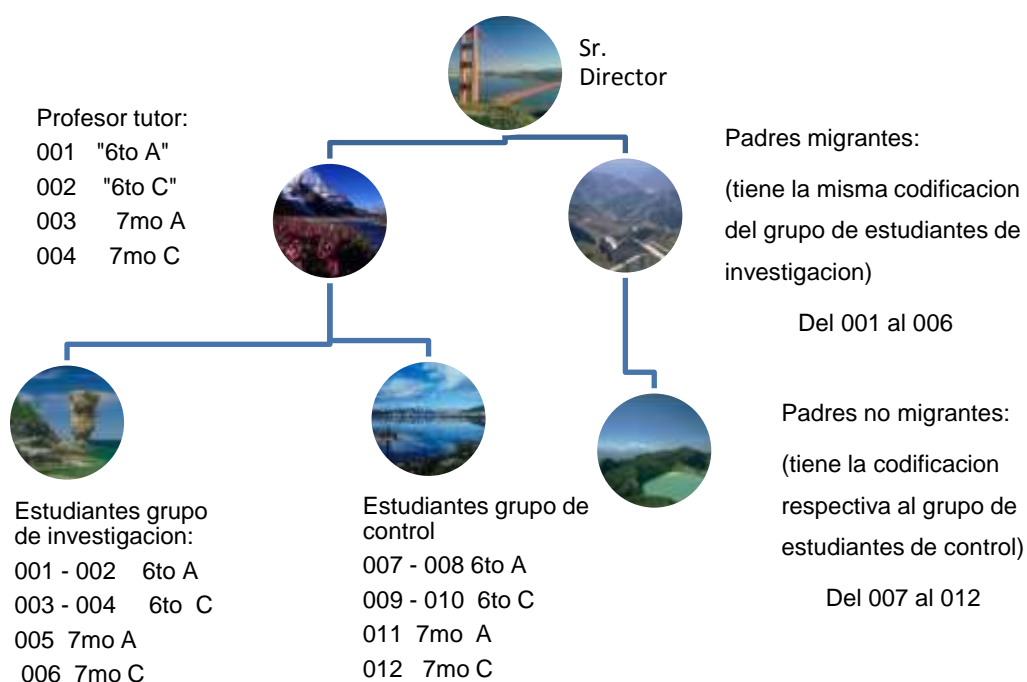 Sr.
Director
Profesor tutor:
001 "6to A"
002 "6to C"
003 7mo A
004 7mo C
Padres migrantes:
(tiene la misma codificacion
del grupo de estudiantes de
investigacion)
Del 001 al 006
Estudiantes grupo
de investigacion:
001 - 002 6to A
003 - 004 6to C
005 7mo A
006 7mo C
Estudiantes grupo de
control
007 - 008 6to A
009 - 010 6to C
011 7mo A
012 7mo C
Padres no migrantes:
(tiene la codificacion
respectiva al grupo de
estudiantes de control)
Del 007 al 012